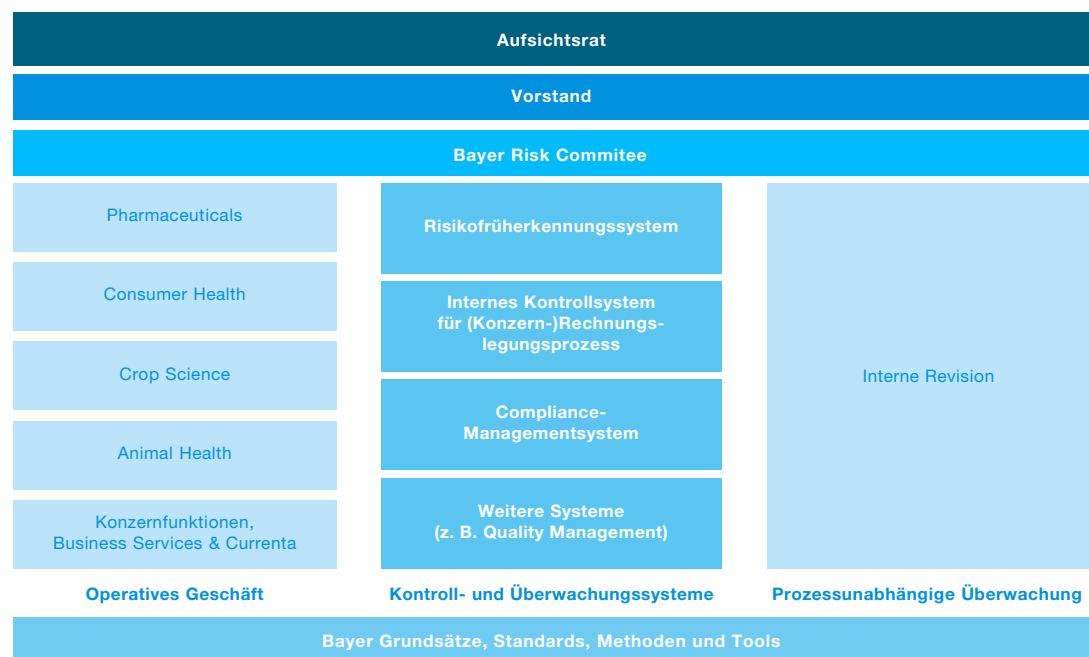 Aufsichtsrat
Vorstand
Bayer Risk Commitee
Pharmaceuticals
Consumer Health
Crop Science
Animal Health
Konzernfunktionen,
Business Services & Currenta
Operatives Geschäft
Risikofrüherkennungssystem
Internes Kontrollsystem
für (Konzern-)Rechnungs-
legungsprozess
Compliance-
Managementsystem
Weitere Systeme
(z. B. Quality Management)
Kontroll- und Überwachungssysteme
Interne Revision
Prozessunabhängige Überwachung
Bayer Grundsätze, Standards, Methoden und Tools